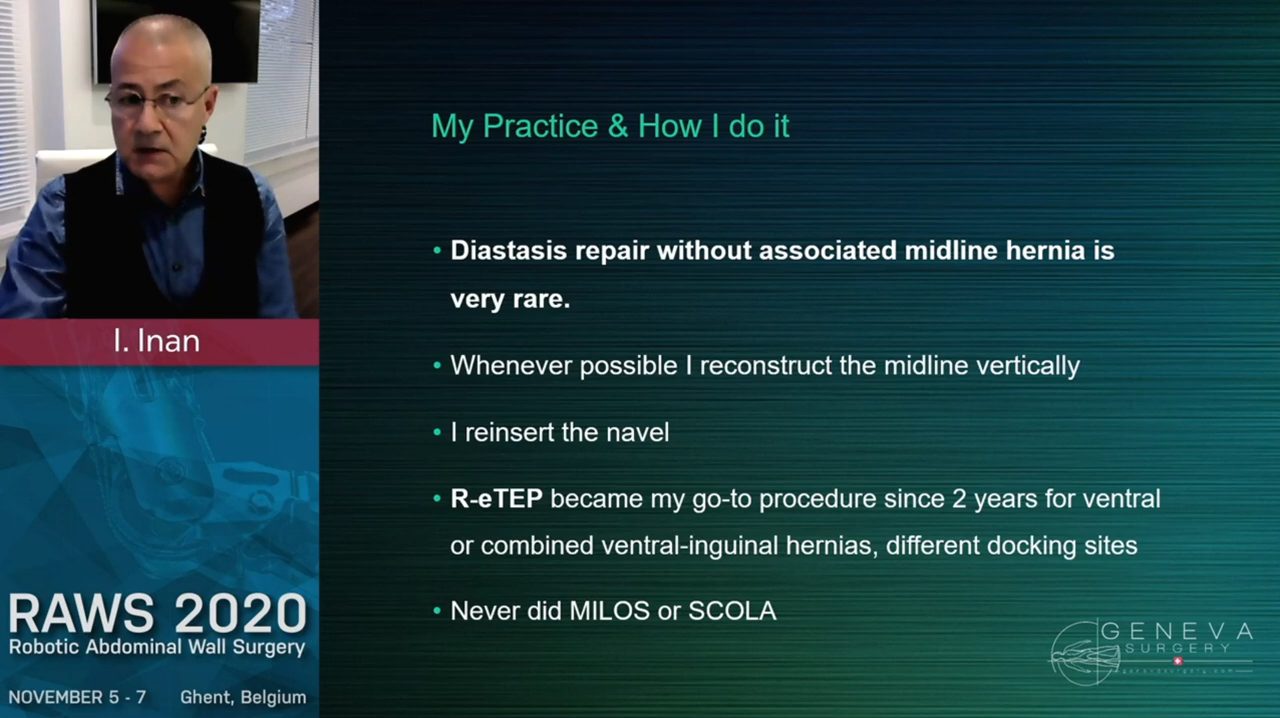 My Practice & How I do it
• Diastasis repair without associated midline hernia is
very rare.
• Whenever possible I reconstruct the midline vertically
• I reinsert the navel
• R-eTEP became my go-to procedure since 2 years for ventral
or combined ventral-inguinal hernias, different docking sites
• Never did MILOS or SCOLA
I. Inan
RAWS 2020
Robotic Abdominal Wall Surgery
NOVEMBER 5 - 7 Ghent, Belgium
GENEVA
SURGERY